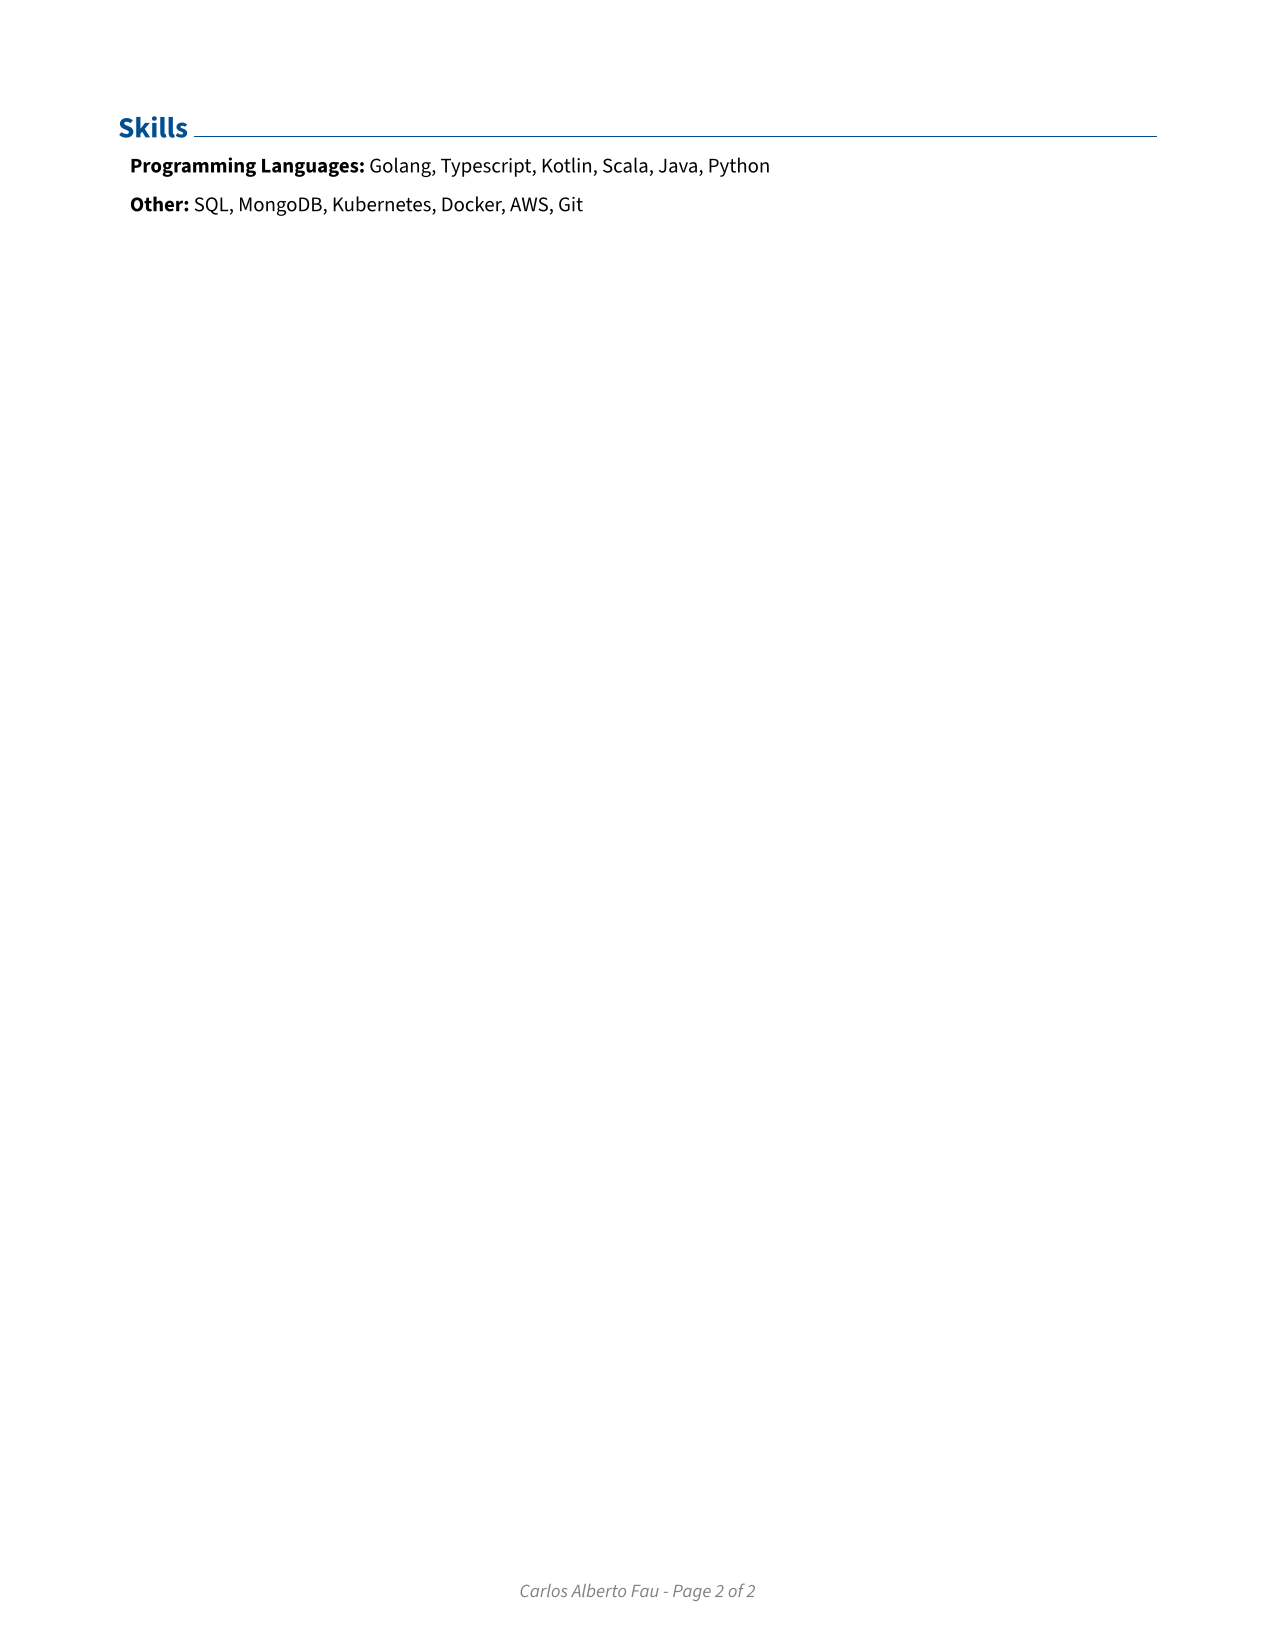 Skills
Programming Languages: Golang, Typescript, Kotlin, Scala, Java, Python
Other: SQL, MongoDB, Kubernetes, Docker, AWS, Git
Carlos Alberto Fau - Page 2 of 2